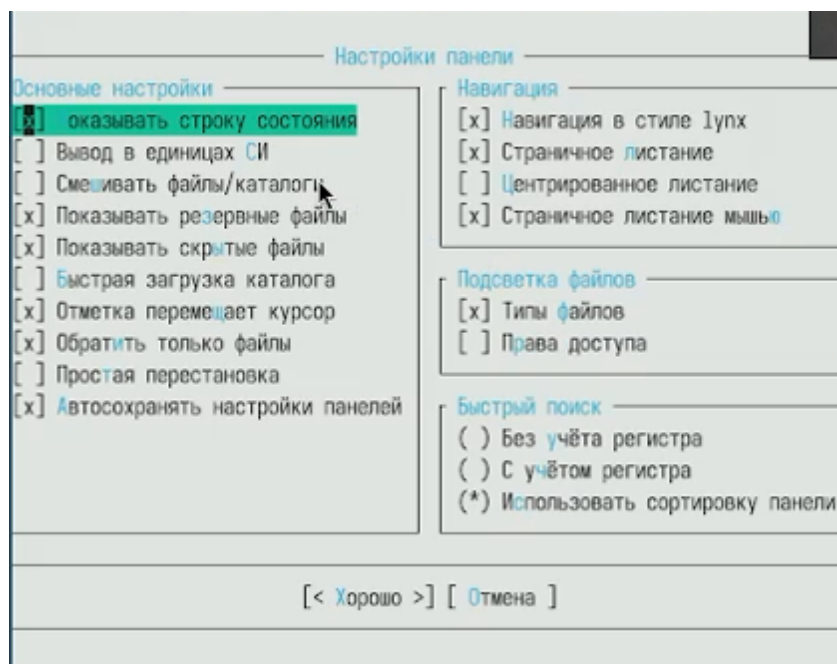 Настройки панели
Основные настройки
[x] оказывать строку состояния
[ ] Вывод в единицах СИ
[ ] Смешивать файлы/каталоги
[x] Показывать резервные файлы
[x] Показывать скрытые файлы
[ ] Быстрая загрузка каталога
[x] Отметка перемещает курсор
[x] Обратить только файлы
[ ] Простая перестановка
[x] Автосохранять настройки панелей
Навигация
[x] Навигация в стиле lynx
[x] Страничное листание
[ ] Центрированное листание
[x] Страничное листание мышью
Подсветка файлов
[x] Типы файлов
[ ] Права доступа
Быстрый поиск
( ) Без учёта регистра
( ) С учётом регистра
(*) Использовать сортировку панели
[< Хорошо >] [ Отмена ]